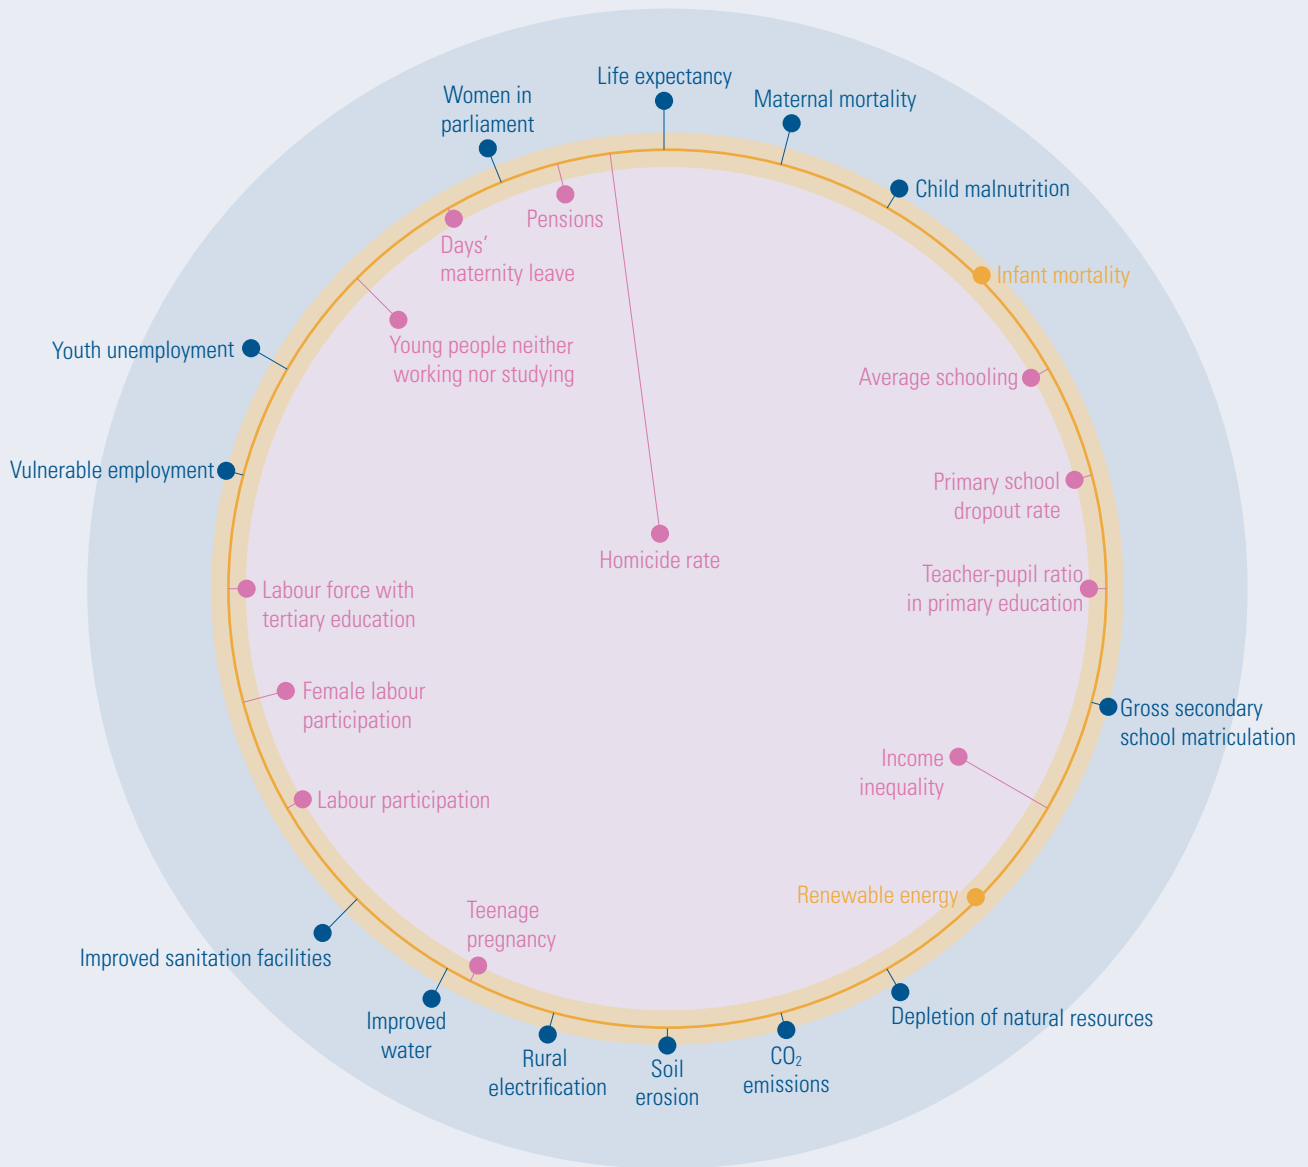 Life expectancy
Women in
parliament
Maternal mortality
Child malnutrition
Pensions
Days’
maternity leave
Infant mortality
Youth unemployment
Young people neither
working nor studying
Average schooling
Vulnerable employment
Primary school
dropout rate
Homicide rate
Labour force with
tertiary education
Teacher-pupil ratio
in primary education
Female labour
participation
Gross secondary
school matriculation
Income
inequality
Labour participation
Renewable energy
Teenage
pregnancy
Improved sanitation facilities
Depletion of natural resources
Improved
water
Rural
electrification
Soil
erosion
CO₂
emissions